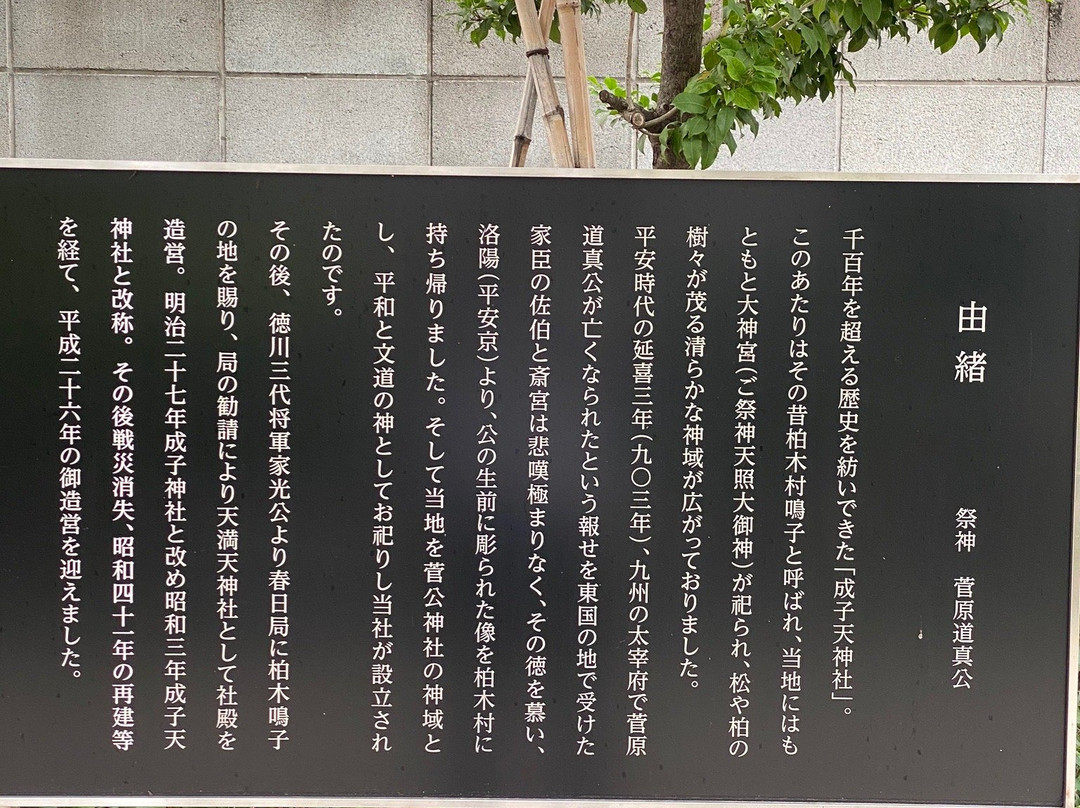 由緒
祭神 菅原道真公
千百年を超える歴史を紡いできた「成子天神社」。
このあたりはその昔柏木村鳴子と呼ばれ、当地にはも
ともと大神宮(ご祭神天照大御神)が祀られ、松や柏の
樹々が茂る清らかな神域が広がっておりました。
平安時代の延喜三年(九〇三年)、九州の太宰府で菅原
道真公が亡くなられたという報せを東国の地で受けた
家臣の佐伯と斎宮は悲嘆極まりなく、その徳を慕い、
洛陽(平安京)より、公の生前に彫られた像を柏木村に
持ち帰りました。そして当地を菅公神社の神域と
し、平和と文道の神としてお祀りし当社が設立され
たのです。
その後、徳川三代将軍家光公より春日局に柏木鳴子
の地を賜り、局の勧請により天満天神社として社殿を
造営。明治二十七年成子神社と改め昭和三年成子天
神社と改称。その後戦災消失、昭和四十一年の再建等
を経て、平成二十六年の御造営を迎えました。